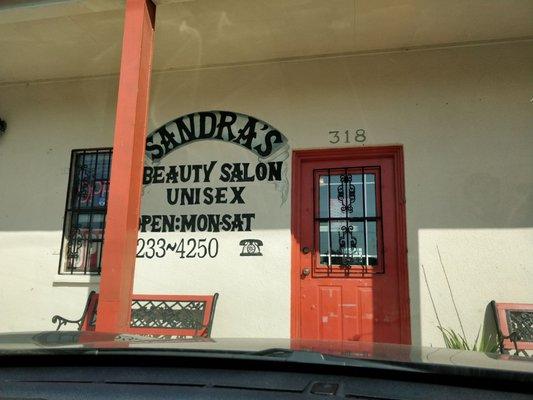 SANDRA'S
318
BEAUTY SALON
UNISEX
OPEN:MON-SAT
233~4250